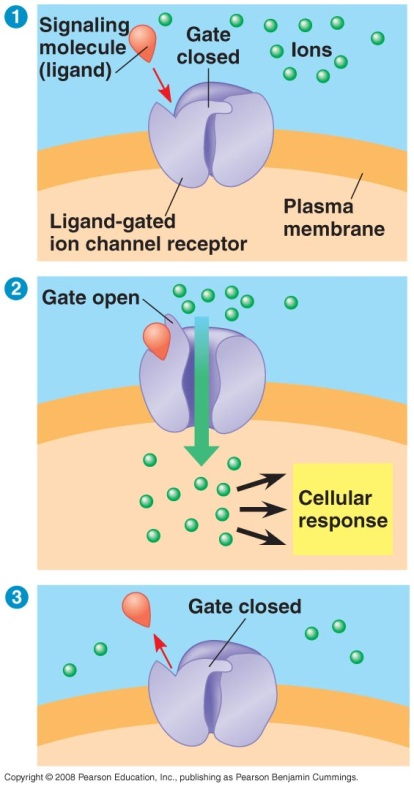 1
Signaling
molecule
(ligand)
Gate
closed
Ions
Ligand-gated
ion channel receptor
Plasma
membrane
2
Gate open
Cellular
response
3
Gate closed
Copyright © 2008 Pearson Education, Inc., publishing as Pearson Benjamin Cummings.